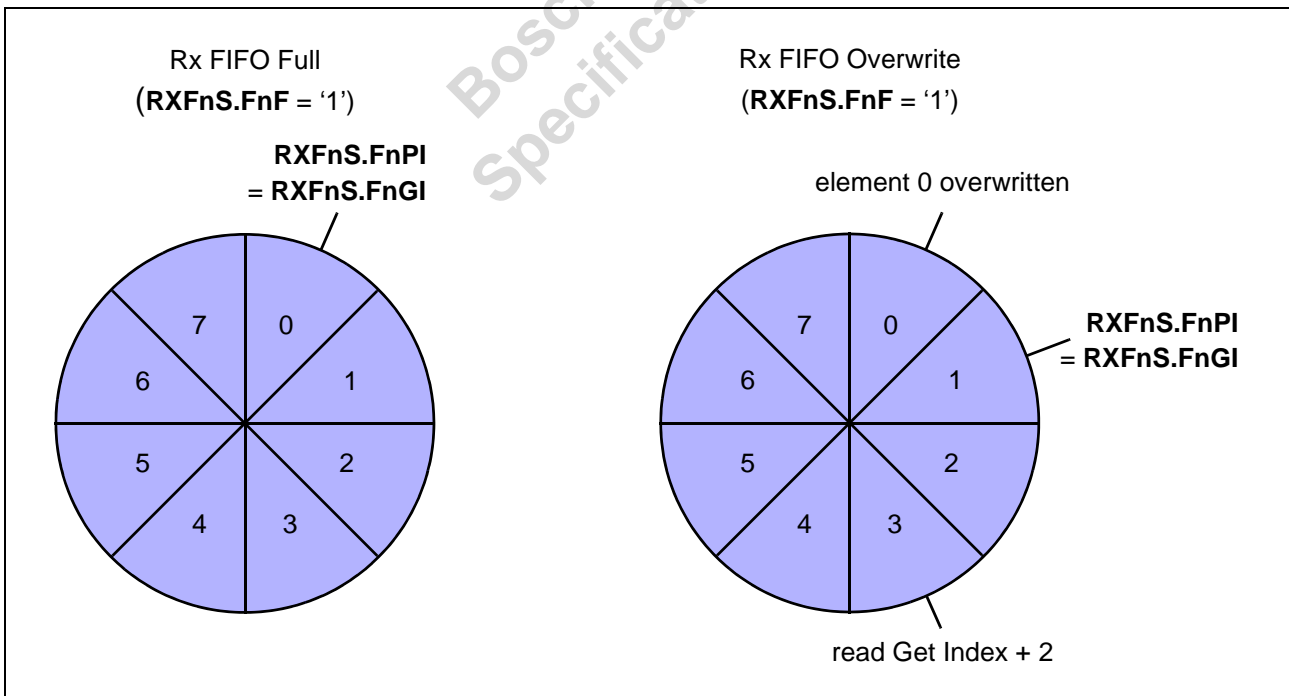 Bosch
Specificat
Rx FIFO Full
(RXFnS.FnF = ‘1’)
RXFnS.FnPI
= RXFnS.FnGI
7
0
6
1
5
2
4
3
Rx FIFO Overwrite
(RXFnS.FnF = ‘1’)
element 0 overwritten
RXFnS.FnPI
= RXFnS.FnGI
7
0
6
1
5
2
4
3
read Get Index + 2